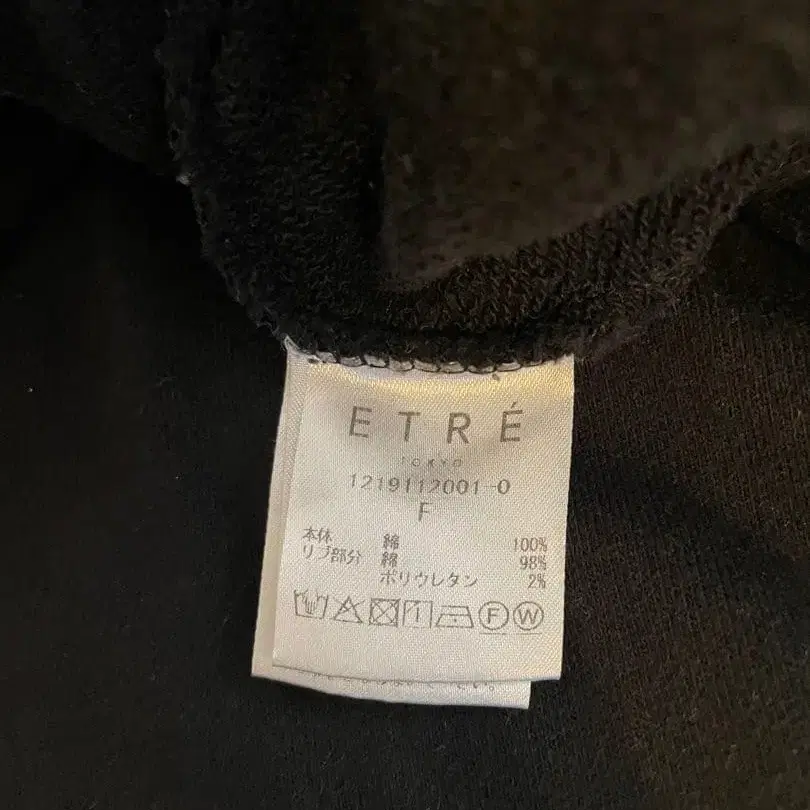 ETRÉ
TOKYO
1219112001-0
F
本体 綿 100%
リブ部分 綿 98%
ポリウレタン 2%
F W